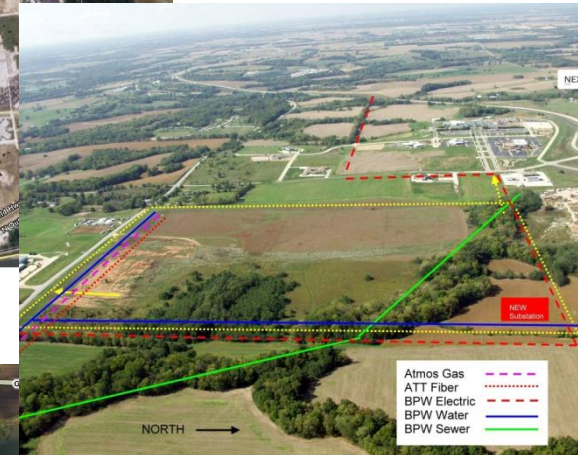 NEW
Substation
Atmos Gas
ATT Fiber
BPW Electric
BPW Water
BPW Sewer
NORTH